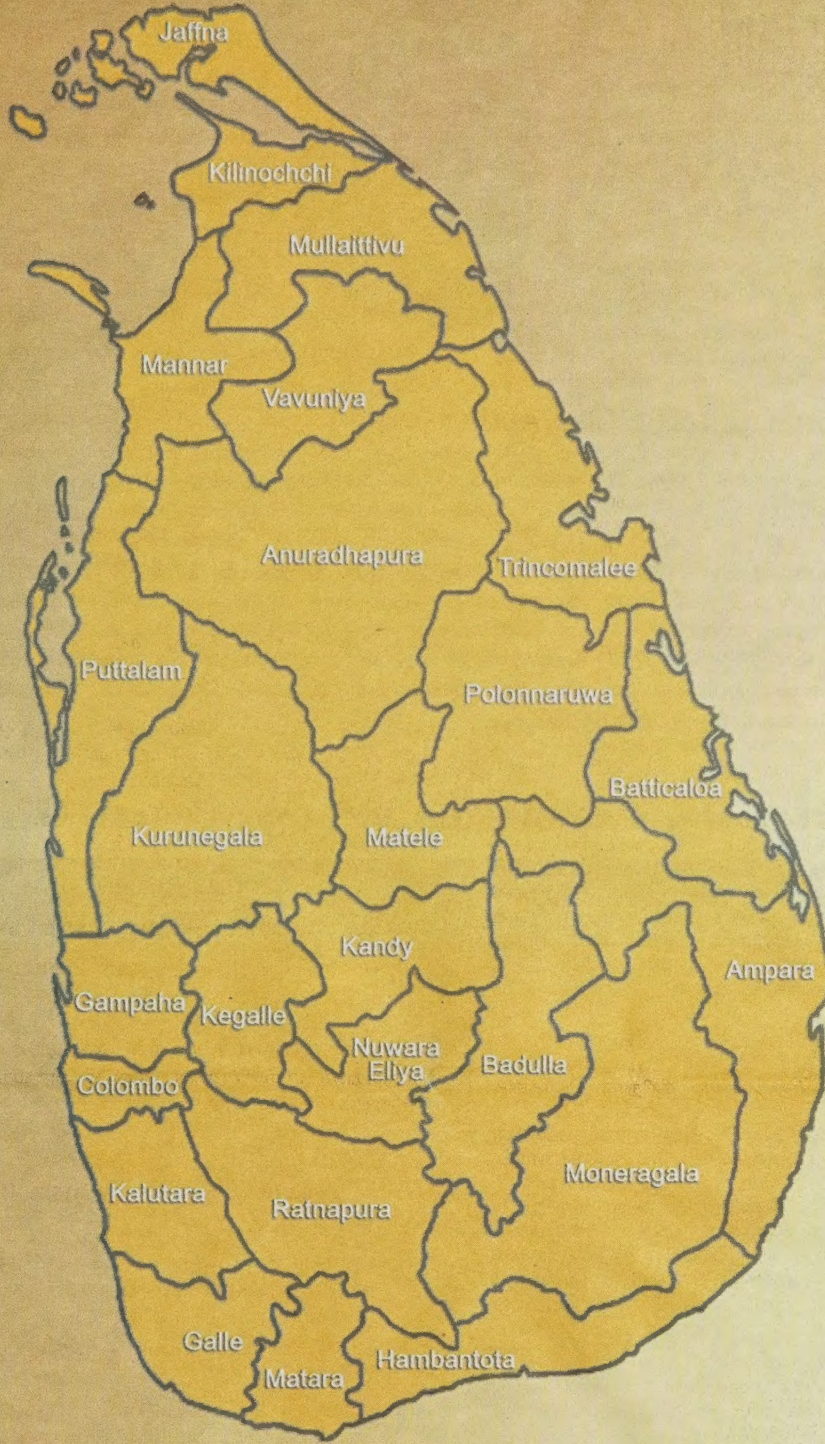 Jaffna
Kilinochchi
Mullaittivu
Mannar
Vavuniya
Anuradhapura
Trincomalee
Puttalam
Polonnaruwa
Batticaloa
Kurunegala
Matele
Kandy
Ampara
Gampaha
Kegalle
Nuwara
Eliya
Badulla
Colombo
Moneragala
Kalutara
Ratnapura
Galle
Hambantota
Matara